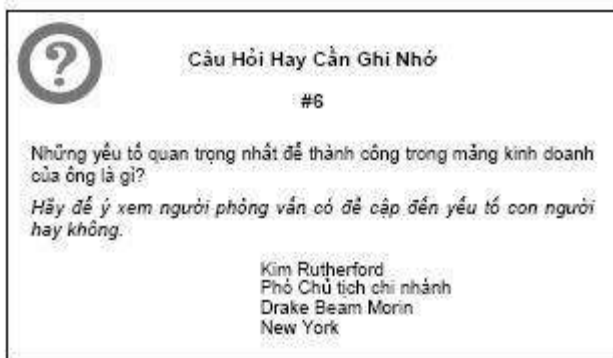 ?
Câu Hỏi Hay Cần Ghi Nhớ
#6
Những yếu tố quan trọng nhất để thành công trong mảng kinh doanh
của ông là gì?
Hãy để ý xem người phỏng vấn có đề cập đến yếu tố con người
hay không.
Kim Rutherford
Phó Chủ tịch chi nhánh
Drake Beam Morin
New York